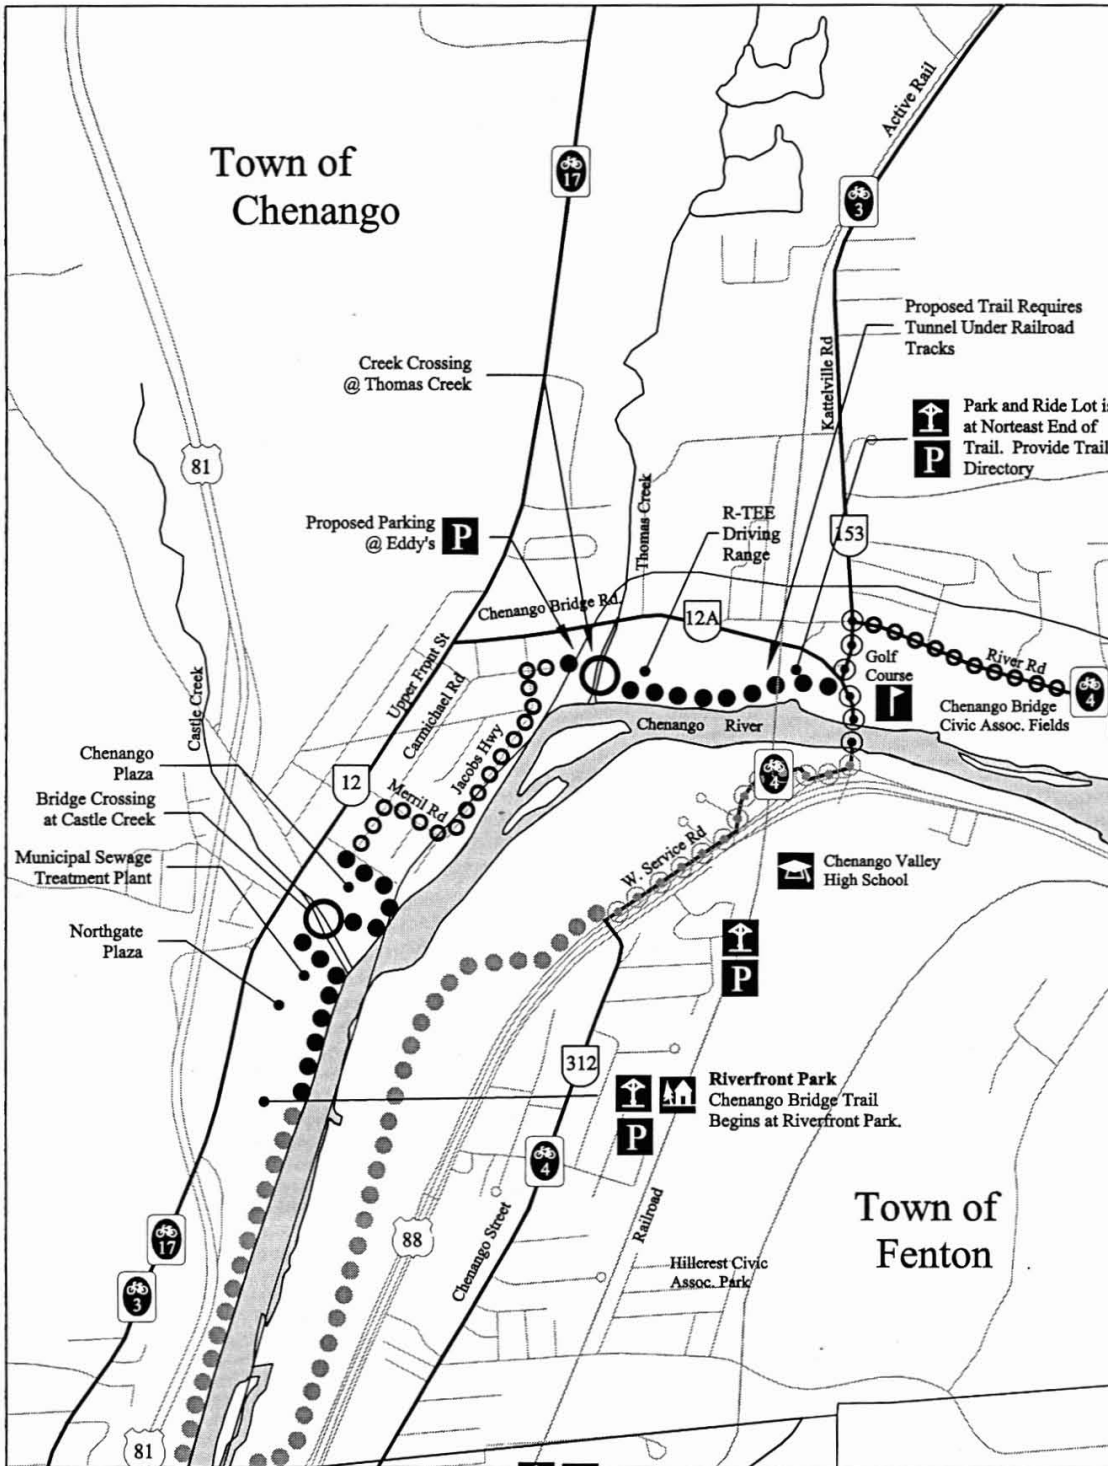 Town of
Chenango
17
Active Rail
3
Proposed Trail Requires
Tunnel Under Railroad
Tracks
Creek Crossing
@ Thomas Creek
Kattelville Rd
Park and Ride Lot i
at Norteast End of
Trail. Provide Trail
Directory
P
81
Thomas Creek
R-TEE
Driving
Range
Proposed Parking
@ Eddy's
P
153
Chenango Bridge Rd.
12A
Upper Front St
Golf
Course
River Rd
4
Castle Creek
Carmichael Rd
Chenango River
Chenango Bridge
Civic Assoc. Fields
Jacobs Hwy
Chenango
Plaza
12
Merril Rd
4
Bridge Crossing
at Castle Creek
W. Service Rd
Municipal Sewage
Treatment Plant
Chenango Valley
High School
Northgate
Plaza
P
312
Riverfront Park
Chenango Bridge Trail
Begins at Riverfront Park.
P
4
Town of
Fenton
Railroad
17
88
Chenango Street
Hillcrest Civic
Assoc. Park
3
81